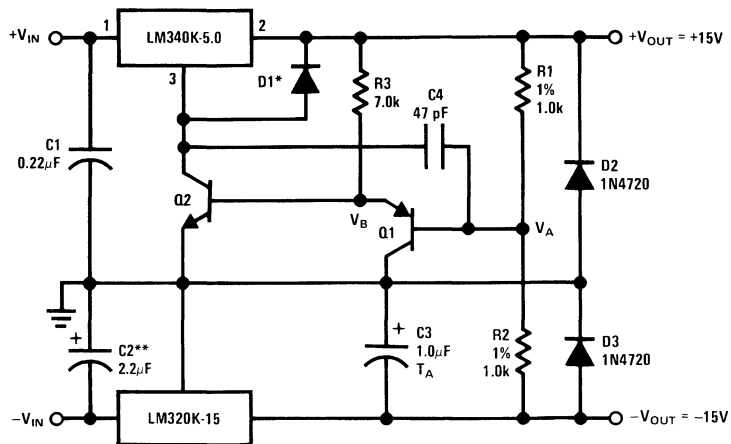 +VIN
1
LM340K-5.0
2
+VOUT = +15V
3
D1*
R3
7.0k
C4
47 pF
R1
1%
1.0k
C1
0.22μF
Q2
VB
Q1
VA
D2
1N4720
+
C2**
2.2μF
+
C3
1.0μF
TA
R2
1%
1.0k
D3
1N4720
-VIN
LM320K-15
-VOUT = -15V